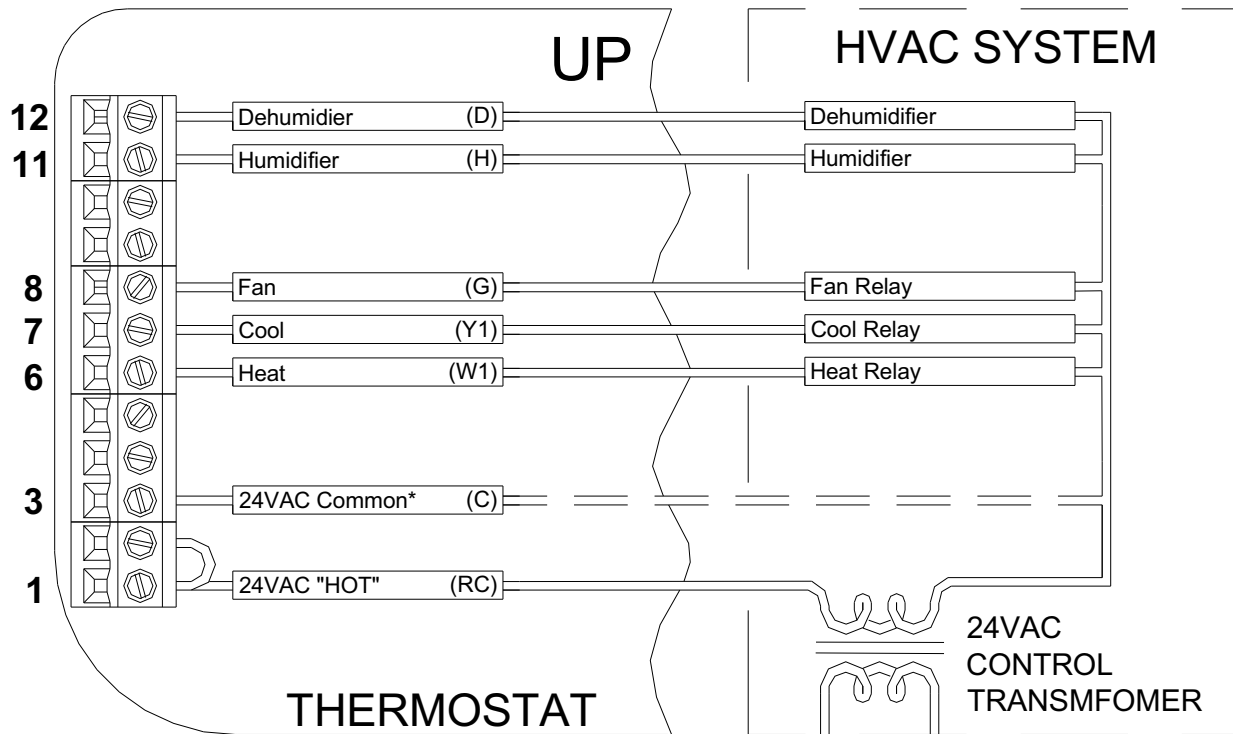 UP
HVAC SYSTEM
12 Dehumidier (D) Dehumidifier
11 Humidifier (H) Humidifier
8 Fan (G) Fan Relay
7 Cool (Y1) Cool Relay
6 Heat (W1) Heat Relay
3 24VAC Common* (C)
1 24VAC "HOT" (RC)
24VAC
CONTROL
TRANSMFOMER
THERMOSTAT